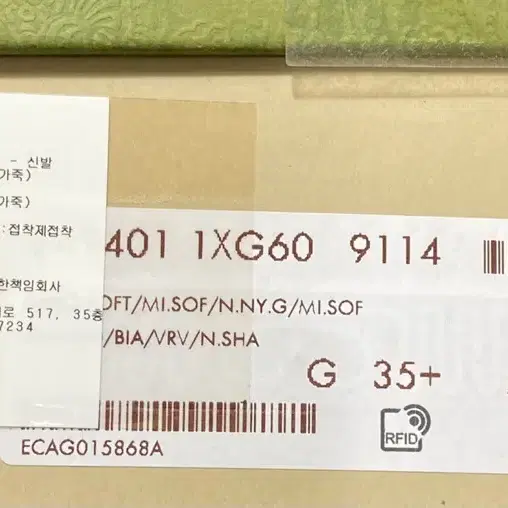 - 신발
가죽)
가죽)
:접착제접착
한책임회사
로 517, 35층
7234
401 1XG60 9114
OFT/MI.SOF/N.NY.G/MI.SOF
/BIA/VRV/N.SHA
G 35+
RFID
ECAG015868A